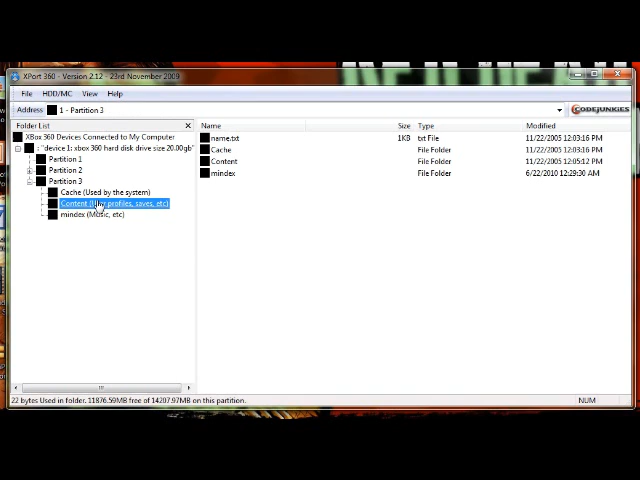 XPort 360 - Version 2.12 - 23rd November 2009
File HDD/MC View Help
Address 1 - Partition 3
CODEJUNKIES
Folder List
XBox 360 Devices Connected to My Computer
: "device 1: xbox 360 hard disk drive size 20.00gb"
Partition 1
Partition 2
Partition 3
Cache (Used by the system)
Content (User profiles, saves, etc)
mindex (Music, etc)
Name Size Type Modified
name.txt 1KB txt File 11/22/2005 12:03:16 PM
Cache File Folder 11/22/2005 12:03:15 PM
Content File Folder 11/22/2005 12:03:16 PM
mindex File Folder 6/22/2010 12:29:30 AM
22 bytes Used in folder. 11876.59MB free of 14207.97MB on this partition.
NUM